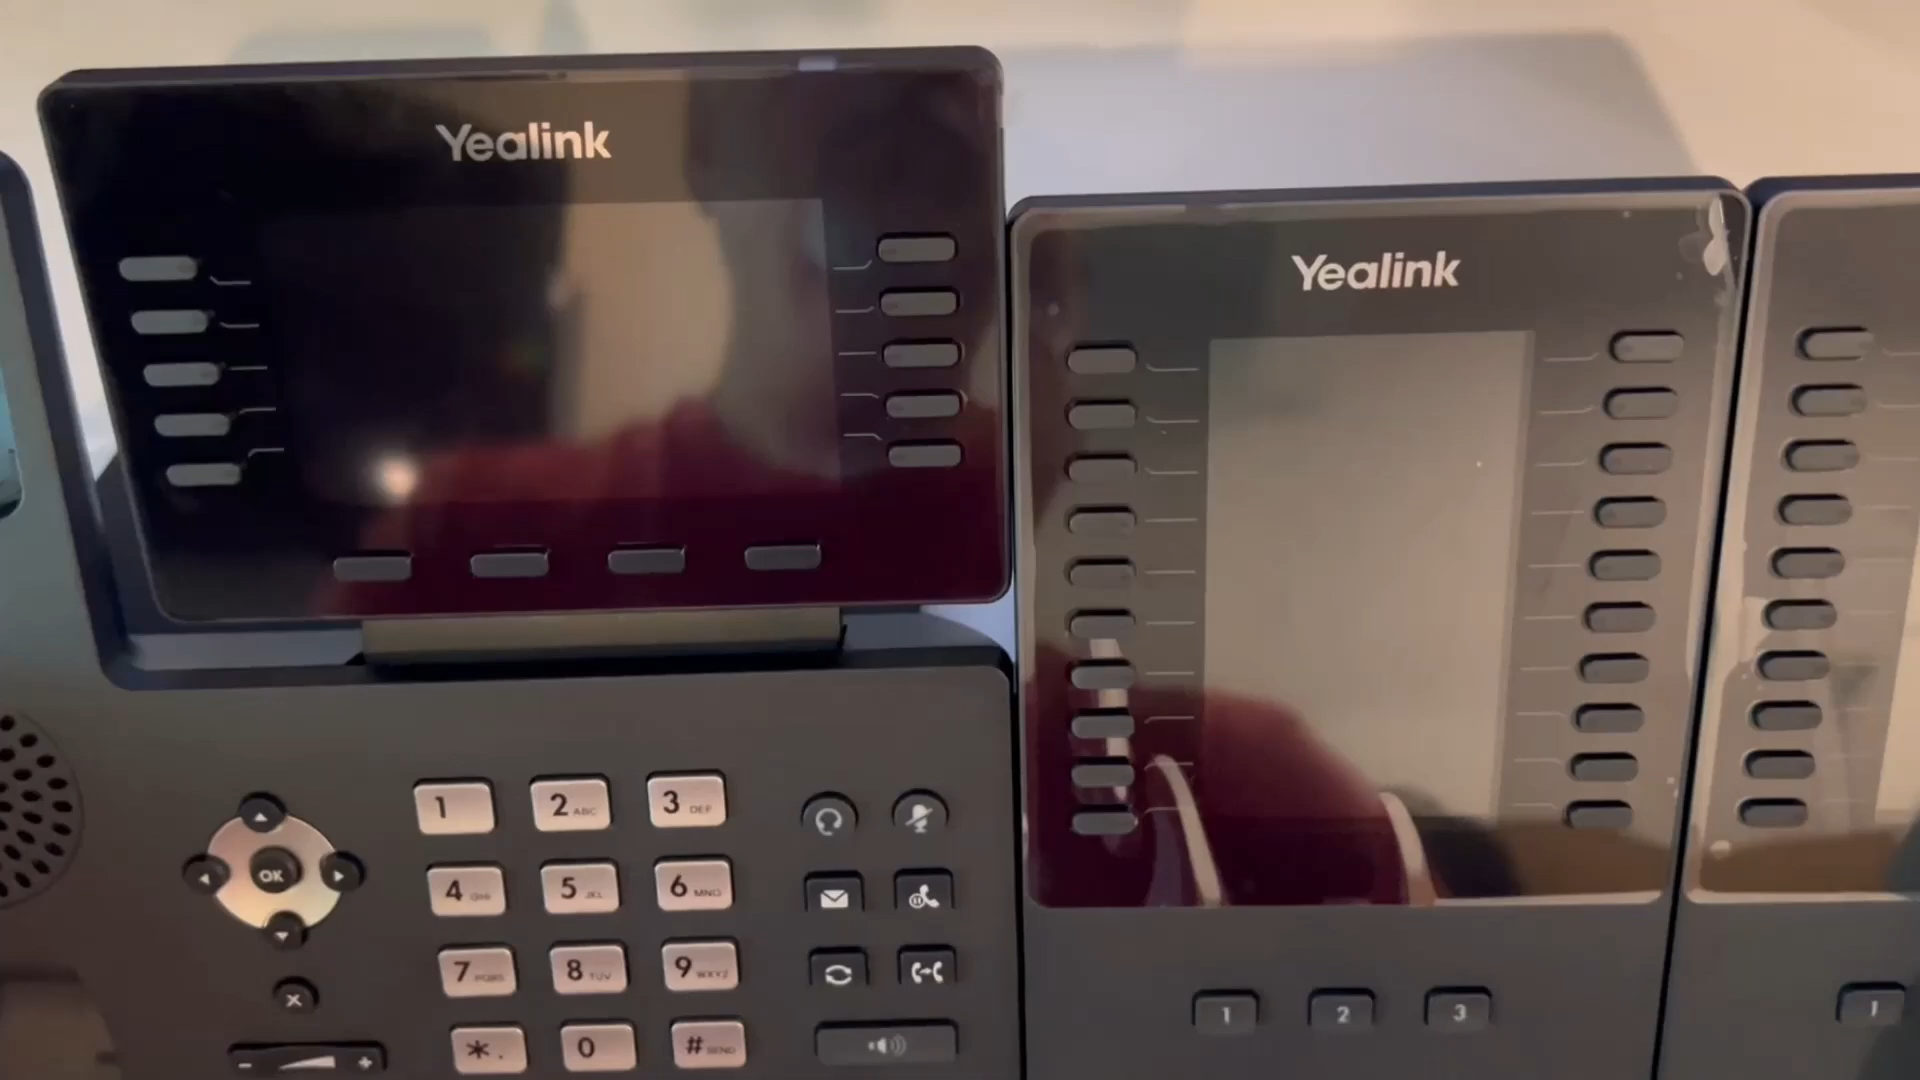 Yealink
Yealink
1
2 ABC
3 DEF
4 GHI
5 JKL
6 MNO
7 PQRS
8 TUV
9 WXYZ
*.
0
# SEND
OK
X
- +
1
2
3
1